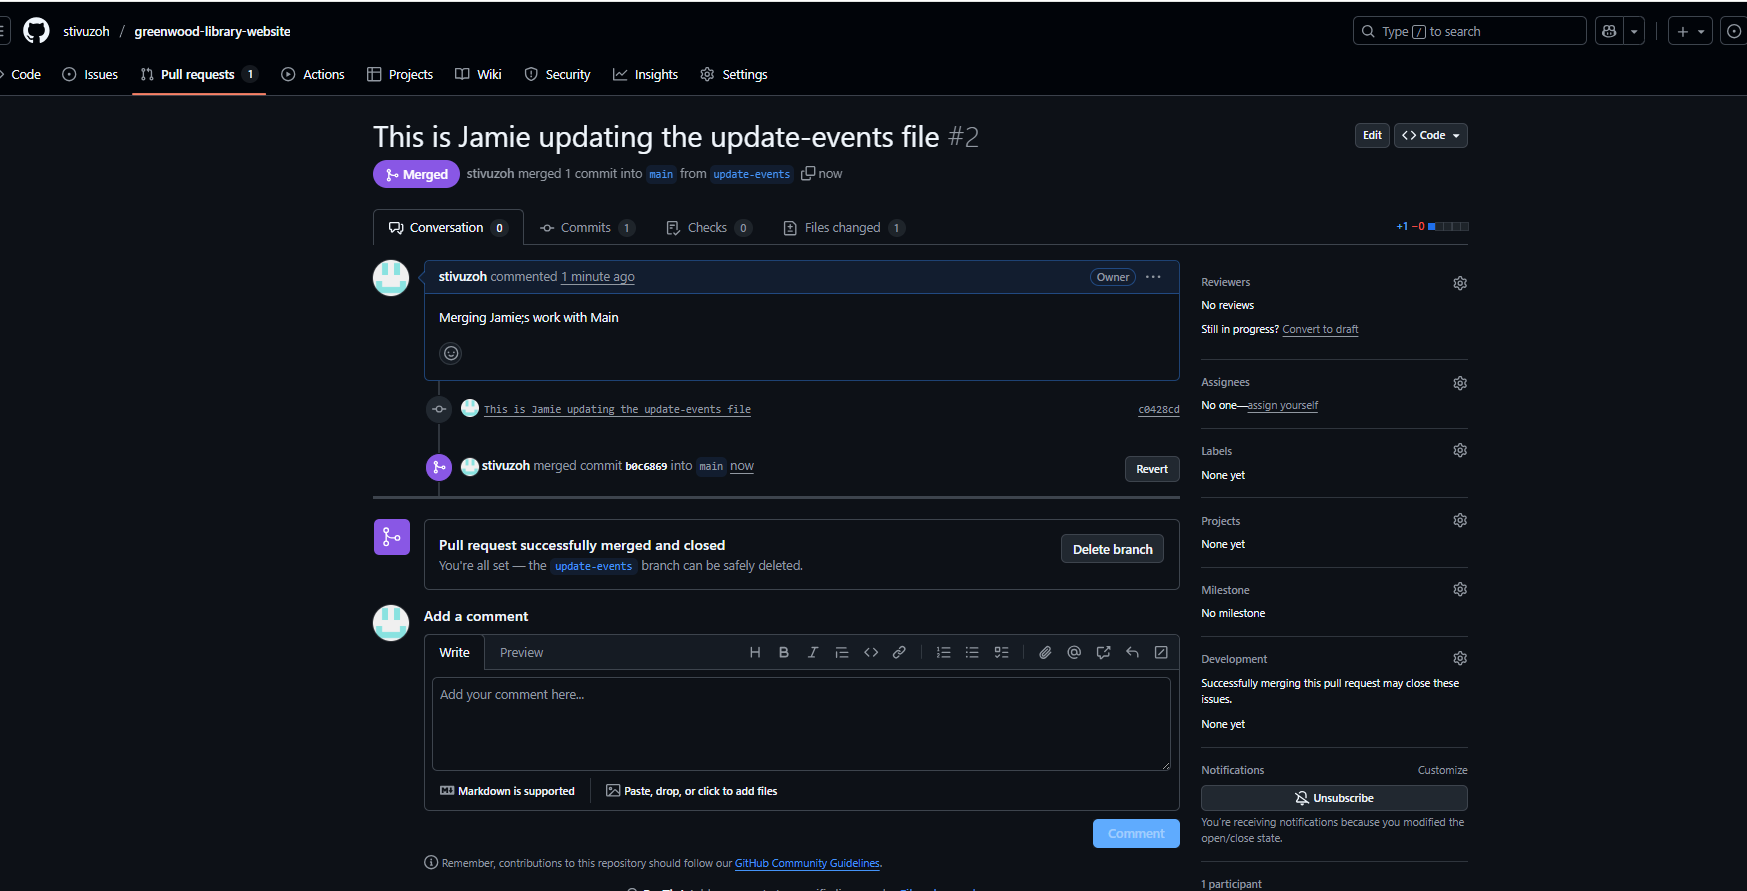 stivuzoh / greenwood-library-website
Type / to search
Code
Issues
Pull requests 1
Actions
Projects
Wiki
Security
Insights
Settings
This is Jamie updating the update-events file #2
Edit
Code
Merged
stivuzoh merged 1 commit into main from update-events now
Conversation 0
Commits 1
Checks 0
Files changed 1
+1 −0
stivuzoh commented 1 minute ago
Owner
Merging Jamie;s work with Main
This is Jamie updating the update-events file
c0428cd
stivuzoh merged commit b0c6869 into main now
Revert
Pull request successfully merged and closed
You're all set — the update-events branch can be safely deleted.
Delete branch
Add a comment
Write
Preview
Add your comment here...
Markdown is supported
Paste, drop, or click to add files
Comment
Remember, contributions to this repository should follow our GitHub Community Guidelines.
Reviewers
No reviews
Still in progress? Convert to draft
Assignees
No one—assign yourself
Labels
None yet
Projects
None yet
Milestone
No milestone
Development
Successfully merging this pull request may close these
issues.
None yet
Notifications
Customize
Unsubscribe
You're receiving notifications because you modified the
open/close state.
1 participant